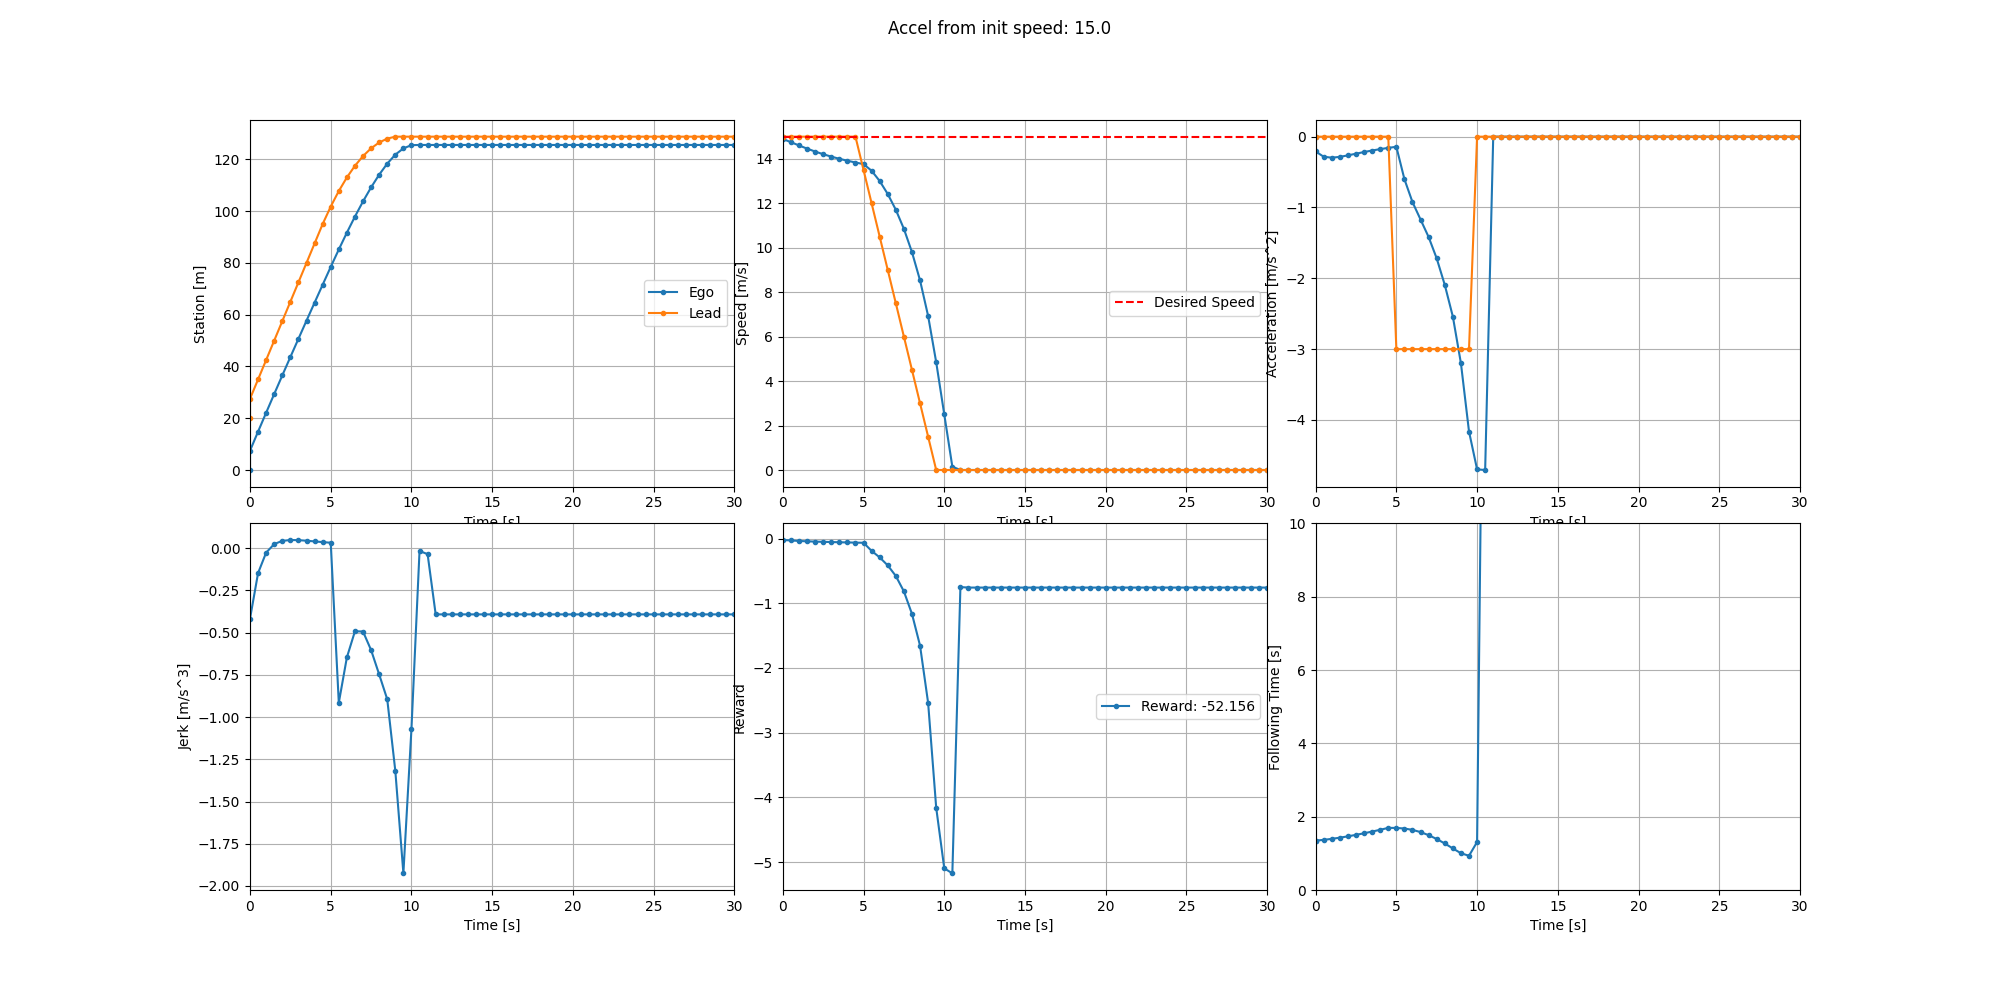 Accel from init speed: 15.0
Station [m]
120
100
80
60
40
20
0
Ego
Lead
0 5 10 15 20 25 30
Time [s]
Speed [m/s]
14
12
10
8
6
4
2
0
Desired Speed
0 5 10 15 20 25 30
Time [s]
Acceleration [m/s^2]
0
−1
−2
−3
−4
0 5 10 15 20 25 30
Time [s]
Jerk [m/s^3]
0.00
−0.25
−0.50
−0.75
−1.00
−1.25
−1.50
−1.75
−2.00
0 5 10 15 20 25 30
Time [s]
Reward
0
−1
−2
−3
−4
−5
Reward: -52.156
0 5 10 15 20 25 30
Time [s]
Following Time [s]
10
8
6
4
2
0
0 5 10 15 20 25 30
Time [s]